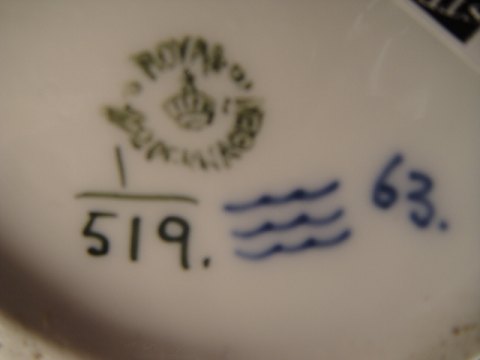 ROYAL
COPENHAGEN
1
519.
63.